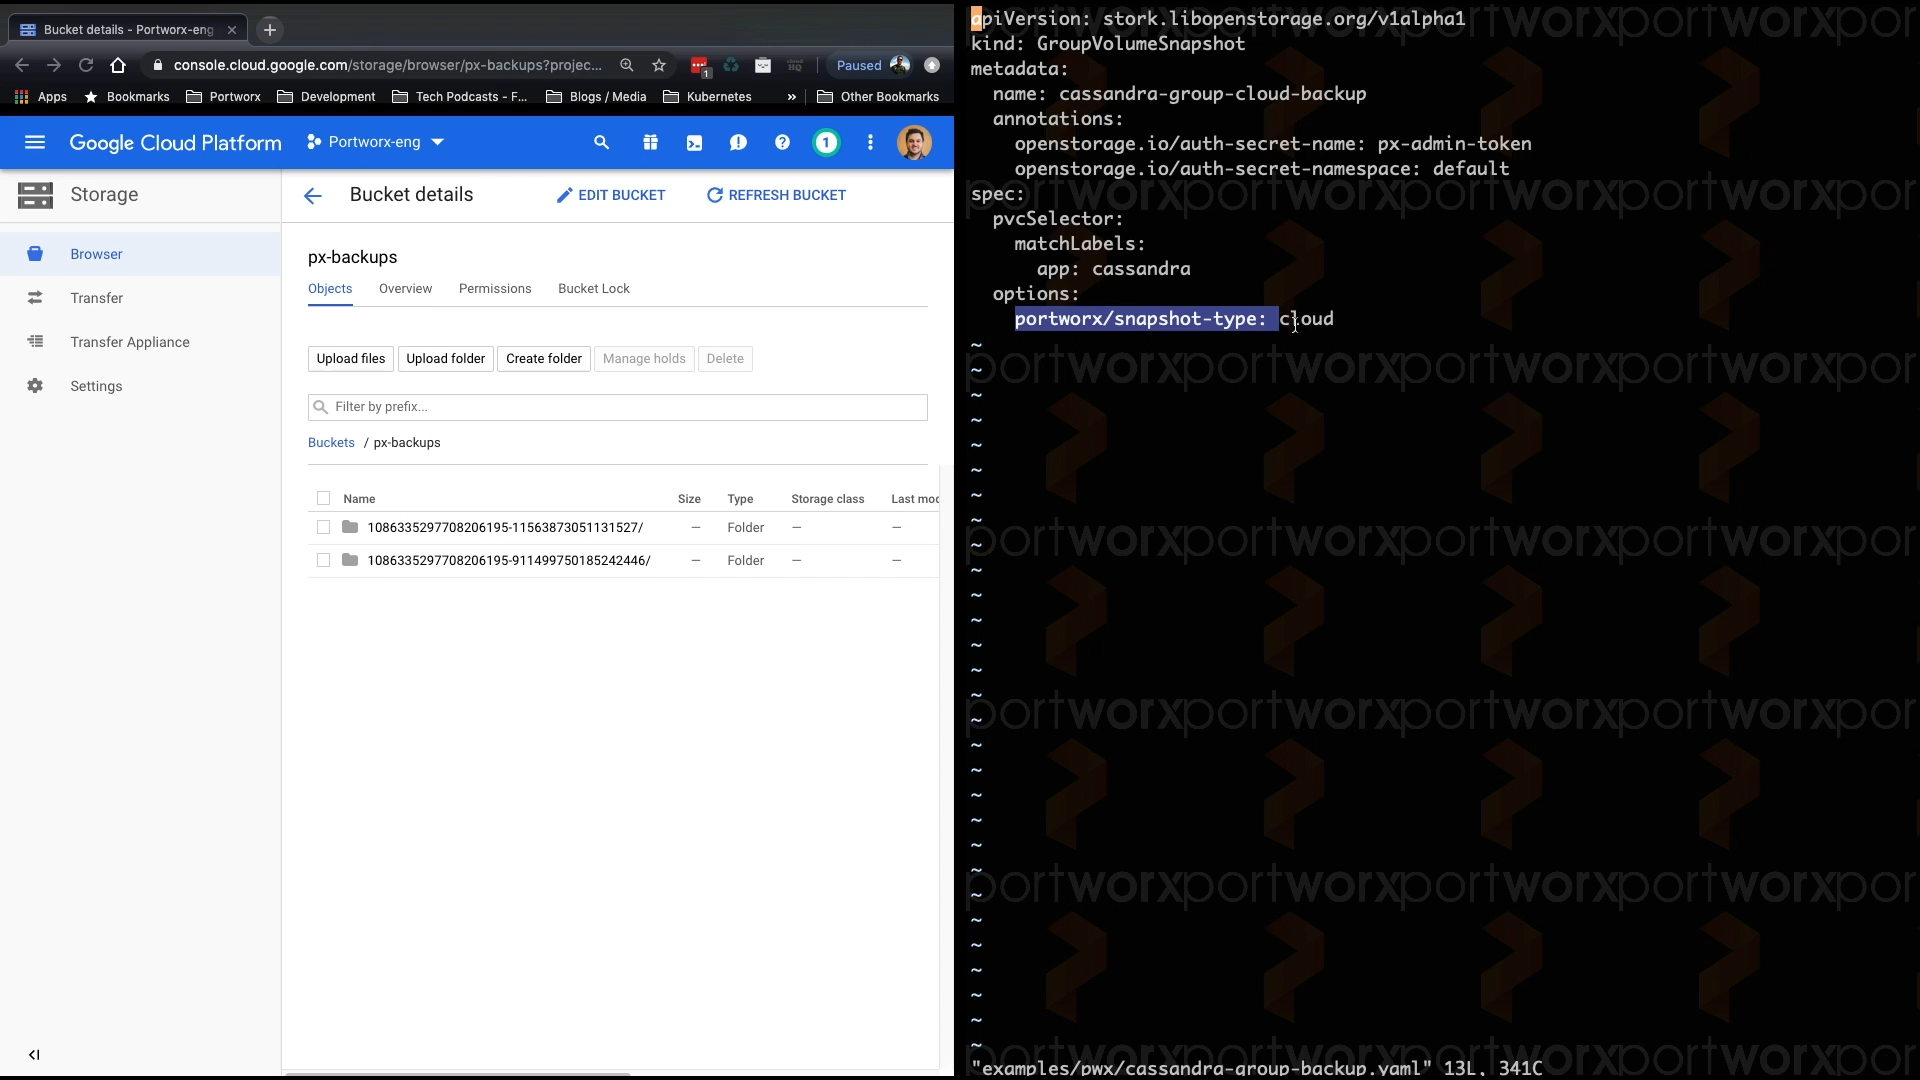 Bucket details - Portworx-eng
console.cloud.google.com/storage/browser/px-backups?projec...
1
Paused
Apps
Bookmarks
Portworx
Development
Tech Podcasts - F...
Blogs / Media
Kubernetes
»
Other Bookmarks
Google Cloud Platform
Portworx-eng
1
Storage
Bucket details
EDIT BUCKET
REFRESH BUCKET
Browser
Transfer
Transfer Appliance
Settings
px-backups
Objects Overview Permissions Bucket Lock
Upload files Upload folder Create folder Manage holds Delete
Filter by prefix...
Buckets / px-backups
Name Size Type Storage class Last mod
1086335297708206195-11563873051131527/ — Folder — —
1086335297708206195-911499750185242446/ — Folder — —
apiVersion: stork.libopenstorage.org/v1alpha1
kind: GroupVolumeSnapshot
metadata:
  name: cassandra-group-cloud-backup
  annotations:
    openstorage.io/auth-secret-name: px-admin-token
    openstorage.io/auth-secret-namespace: default
spec:
  pvcSelector:
    matchLabels:
      app: cassandra
  options:
    portworx/snapshot-type: cloud
"examples/pwx/cassandra-group-backup.yaml" 13L, 341C